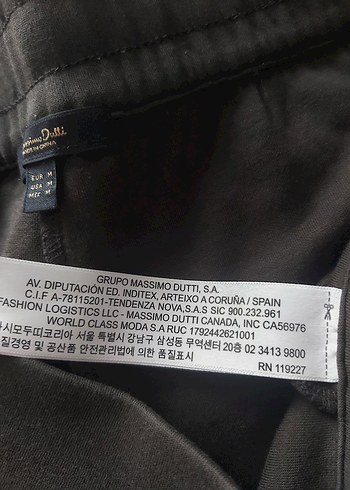 Massimo Dutti
MADE IN CHINA
EUR M
USA M
MEX M
GRUPO MASSIMO DUTTI, S.A.
AV. DIPUTACIÓN ED. INDITEX, ARTEIXO A CORUÑA / SPAIN
C.I.F A-78115201-TENDENZA NOVA,S.A.S SIC 900.232.961
FASHION LOGISTICS LLC - MASSIMO DUTTI CANADA, INC CA56976
WORLD CLASS MODA S.A RUC 1792442621001
시모두띠코리아 서울 특별시 강남구 삼성동 무역센터 20층 02 3413 9800
질경영 및 공산품 안전관리법에 의한 품질표시
RN 119227